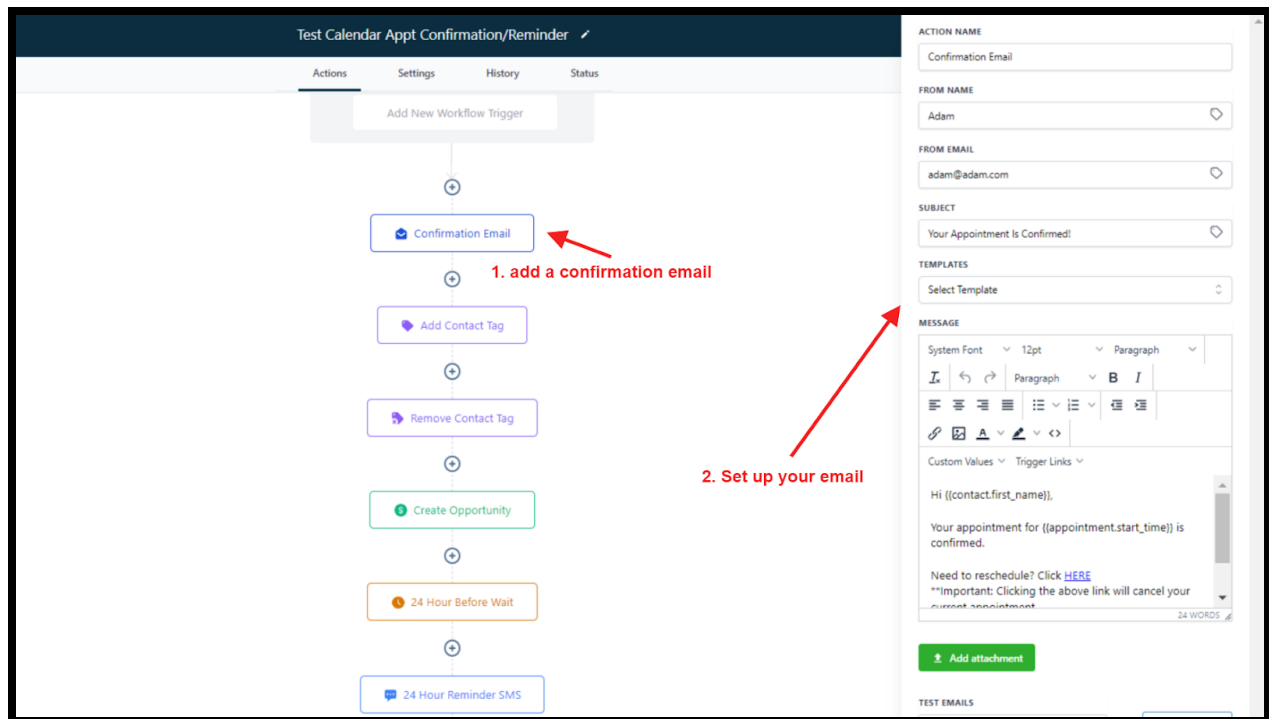 Test Calendar Appt Confirmation/Reminder
Actions Settings History Status
Add New Workflow Trigger
Confirmation Email
1. add a confirmation email
Add Contact Tag
Remove Contact Tag
2. Set up your email
Create Opportunity
24 Hour Before Wait
24 Hour Reminder SMS
ACTION NAME
Confirmation Email
FROM NAME
Adam
FROM EMAIL
adam@adam.com
SUBJECT
Your Appointment Is Confirmed!
TEMPLATES
Select Template
MESSAGE
System Font 12pt Paragraph
Paragraph B I
Custom Values Trigger Links
Hi {{contact.first_name}},
Your appointment for {{appointment.start_time}} is
confirmed.
Need to reschedule? Click HERE
**Important: Clicking the above link will cancel your
current appointment
24 WORDS
Add attachment
TEST EMAILS